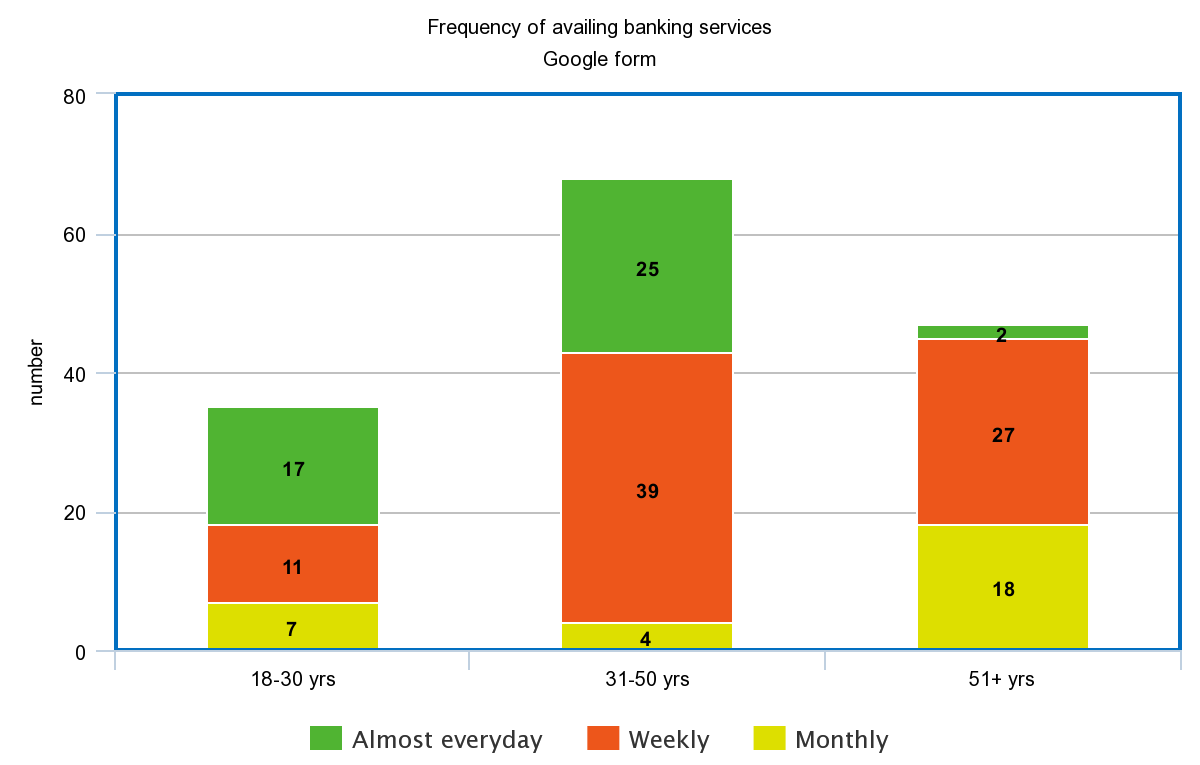 Frequency of availing banking services
Google form
80
60
40
20
0
number
25
2
17
39
27
11
7
4
18
18-30 yrs
31-50 yrs
51+ yrs
Almost everyday
Weekly
Monthly